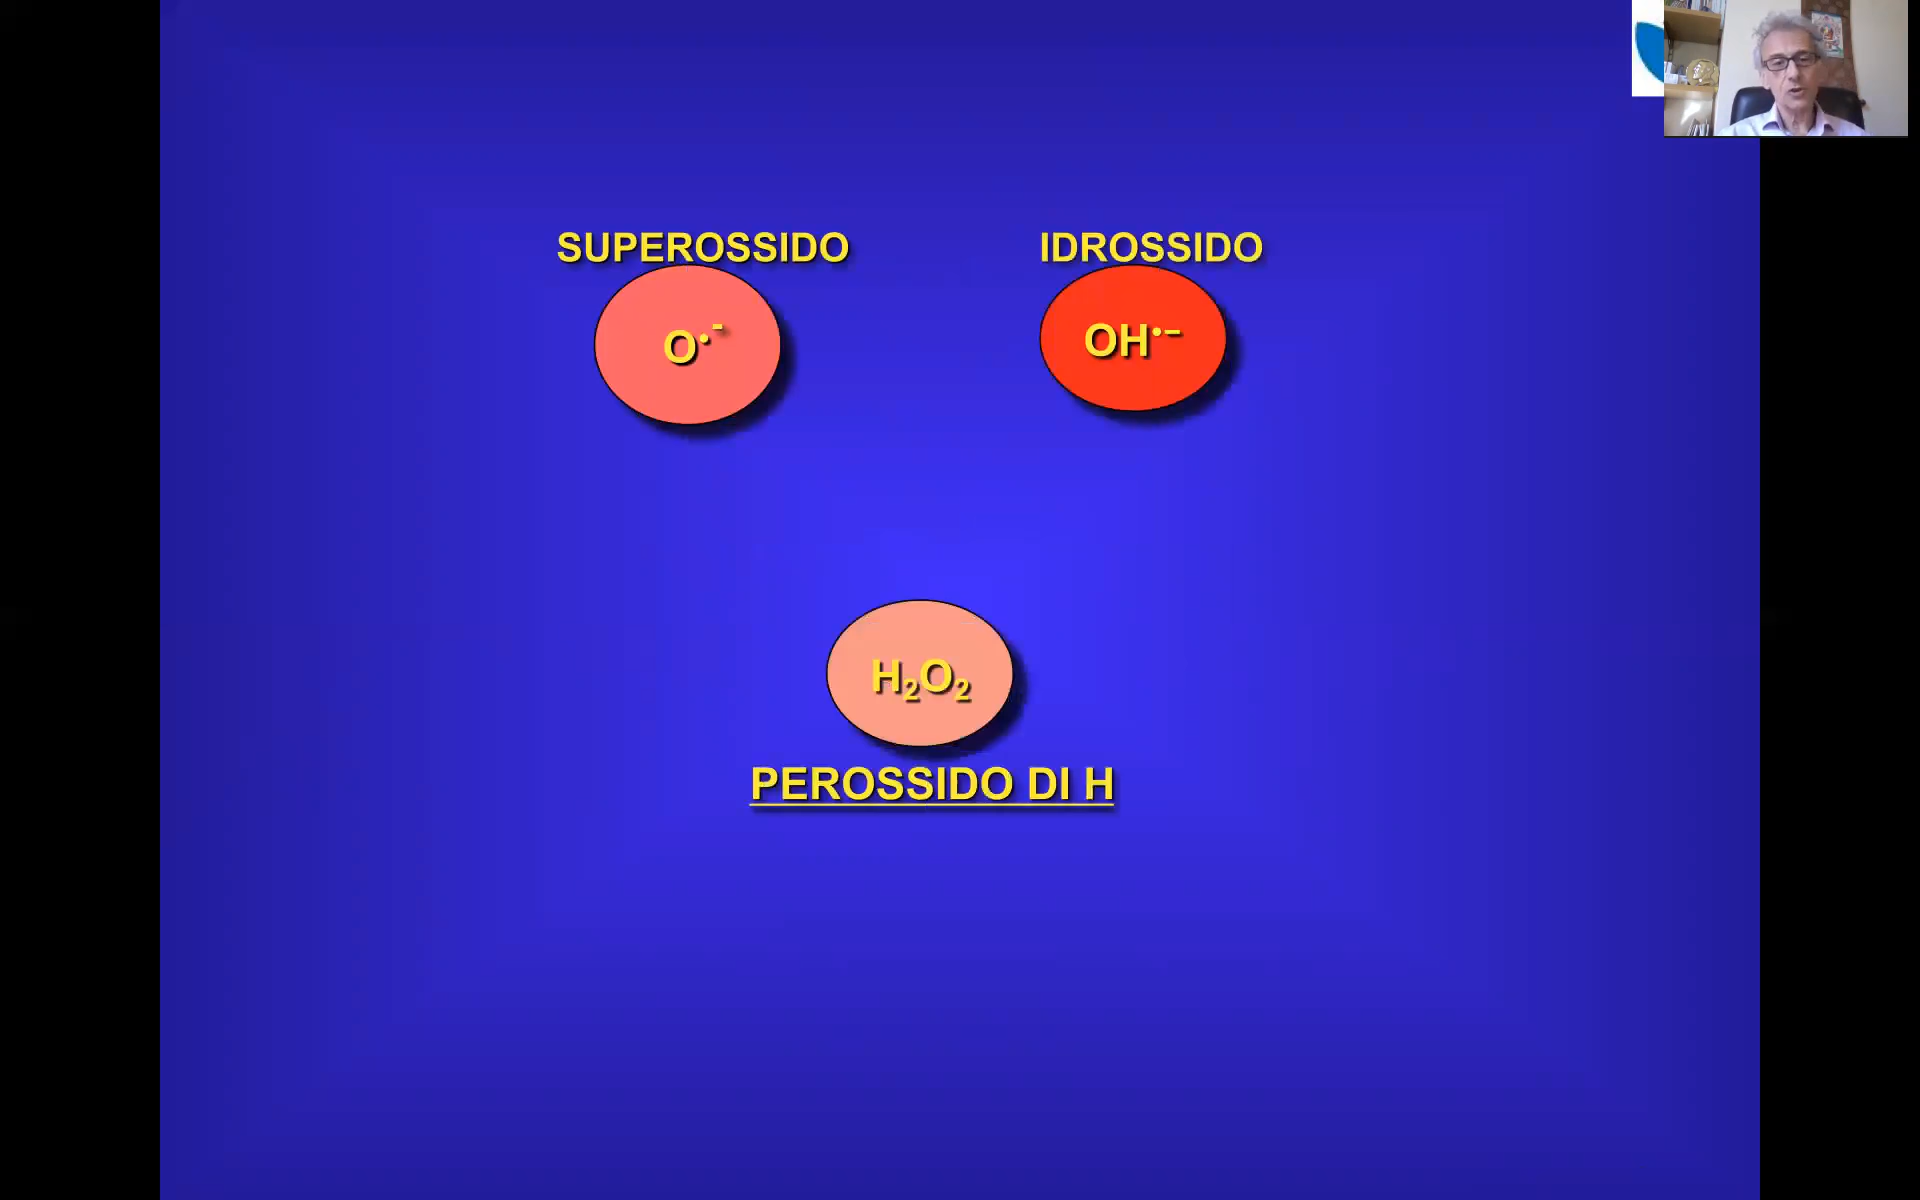 SUPEROSSIDO
IDROSSIDO
O•-
OH•–
H₂O₂
PEROSSIDO DI H